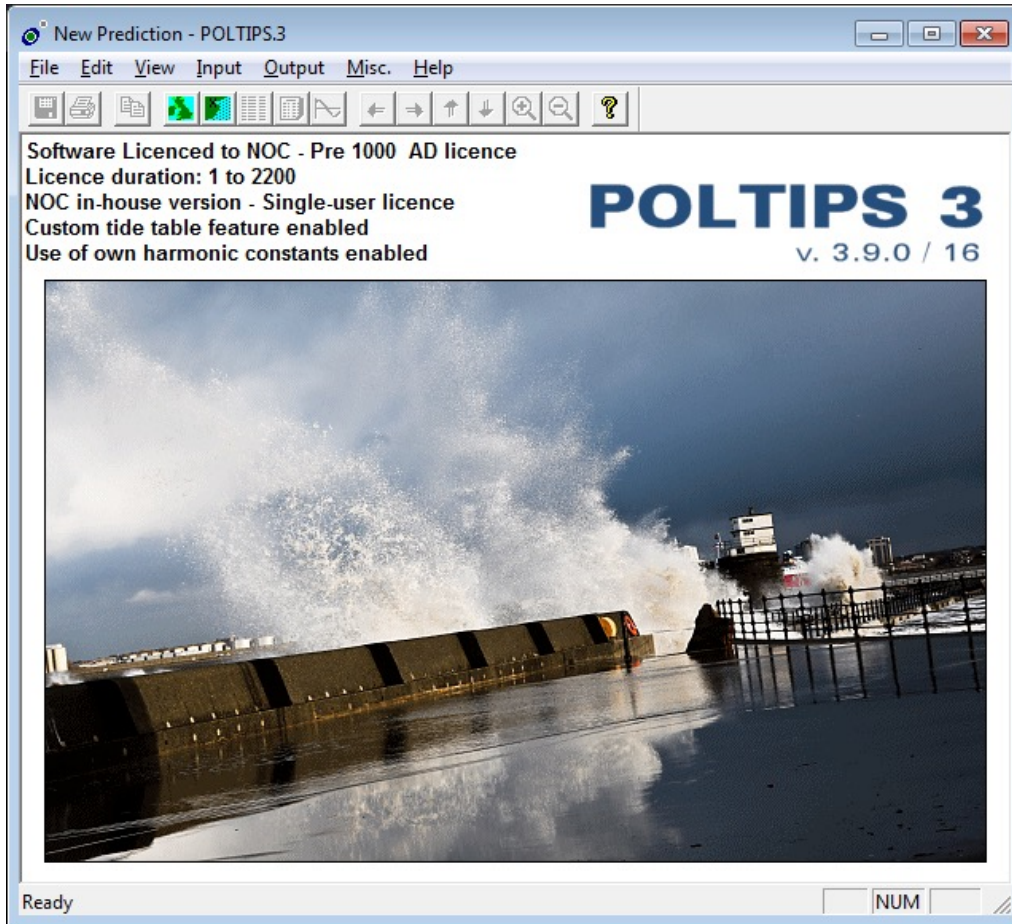 New Prediction - POLTIPS.3
File Edit View Input Output Misc. Help
Software Licenced to NOC - Pre 1000  AD licence
Licence duration: 1 to 2200
NOC in-house version - Single-user licence
Custom tide table feature enabled
Use of own harmonic constants enabled
POLTIPS 3
v. 3.9.0 / 16
Ready
NUM